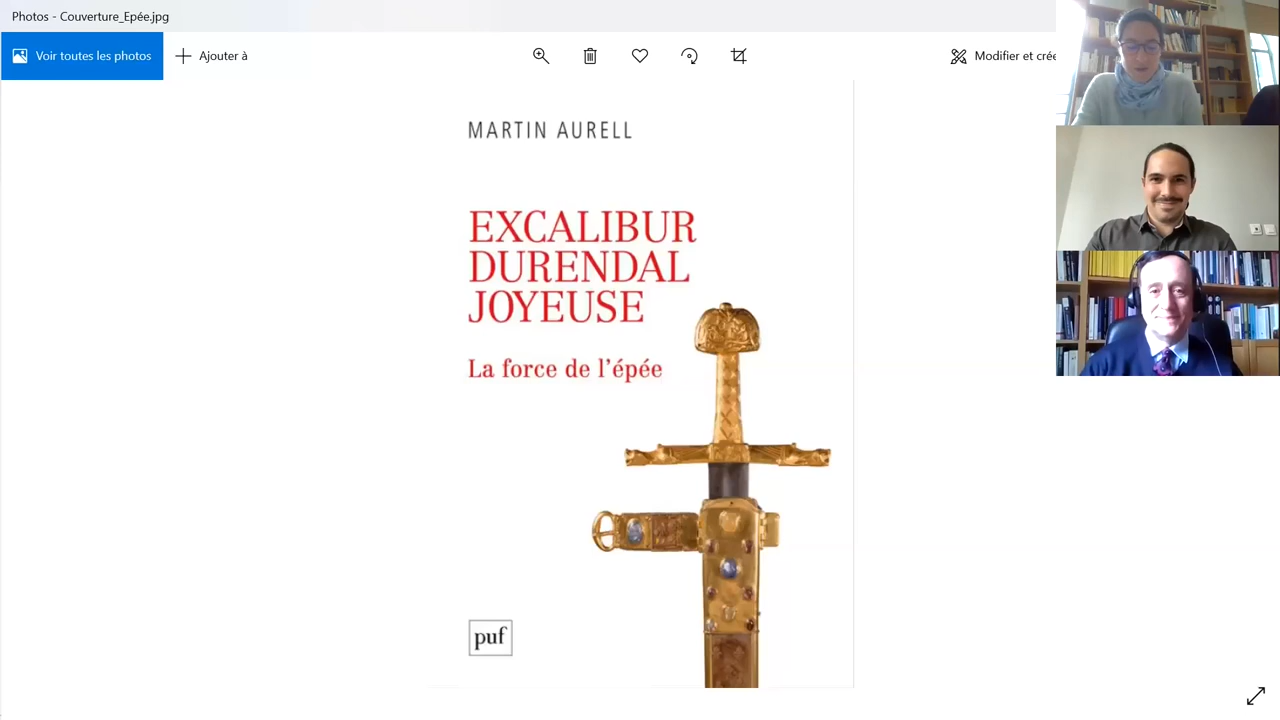 Photos - Couverture_Epée.jpg
Voir toutes les photos
Ajouter à
Modifier et crée
MARTIN AURELL
EXCALIBUR
DURENDAL
JOYEUSE
La force de l'épée
puf